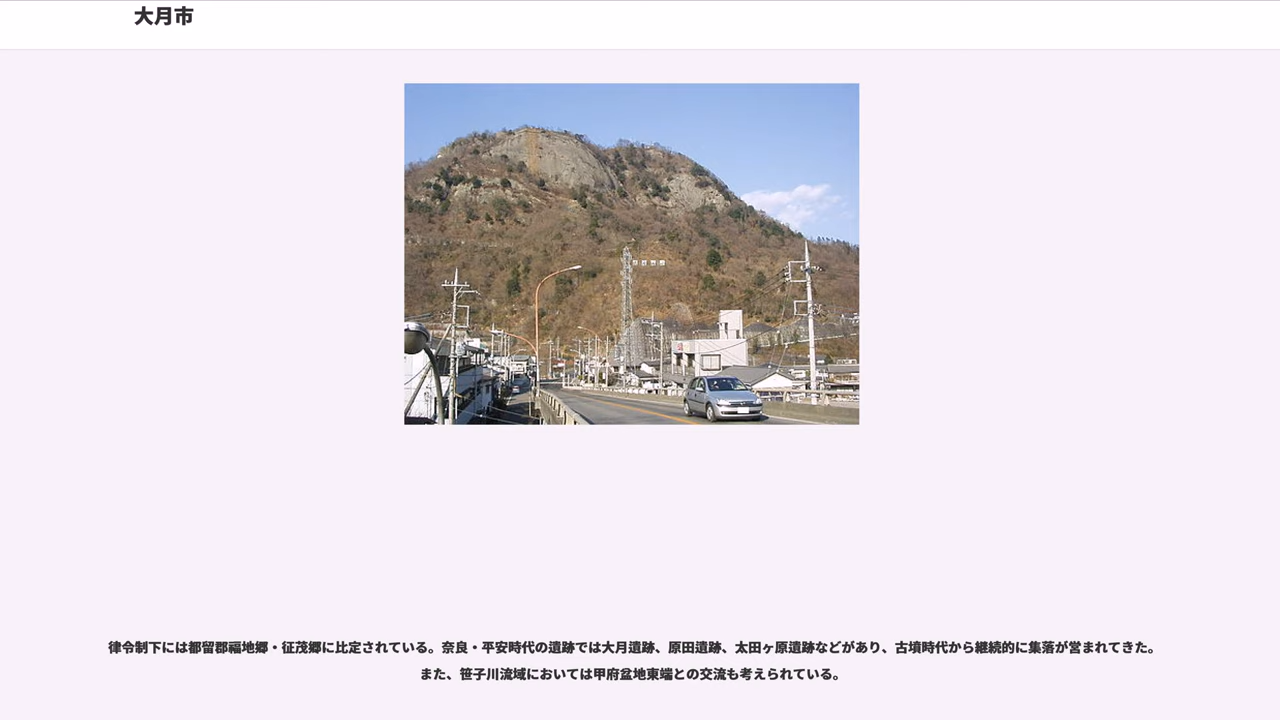 大月市
律令制下には都留郡福地郷・征茂郷に比定されている。奈良・平安時代の遺跡では大月遺跡、原田遺跡、太田ヶ原遺跡などがあり、古墳時代から継続的に集落が営まれてきた。
また、笹子川流域においては甲府盆地東端との交流も考えられている。